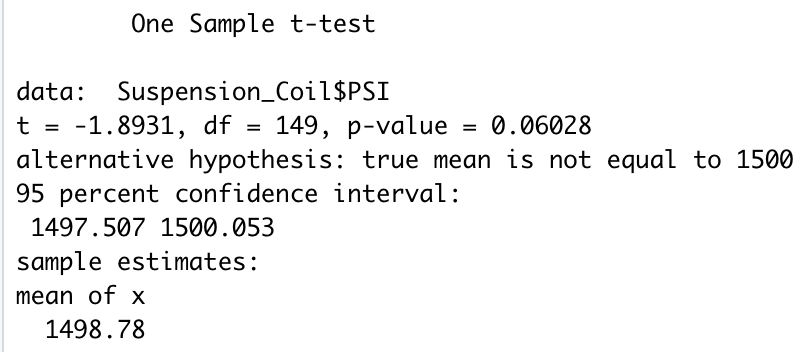 One Sample t-test
data:  Suspension_Coil$PSI
t = -1.8931, df = 149, p-value = 0.06028
alternative hypothesis: true mean is not equal to 1500
95 percent confidence interval:
1497.507 1500.053
sample estimates:
mean of x
1498.78